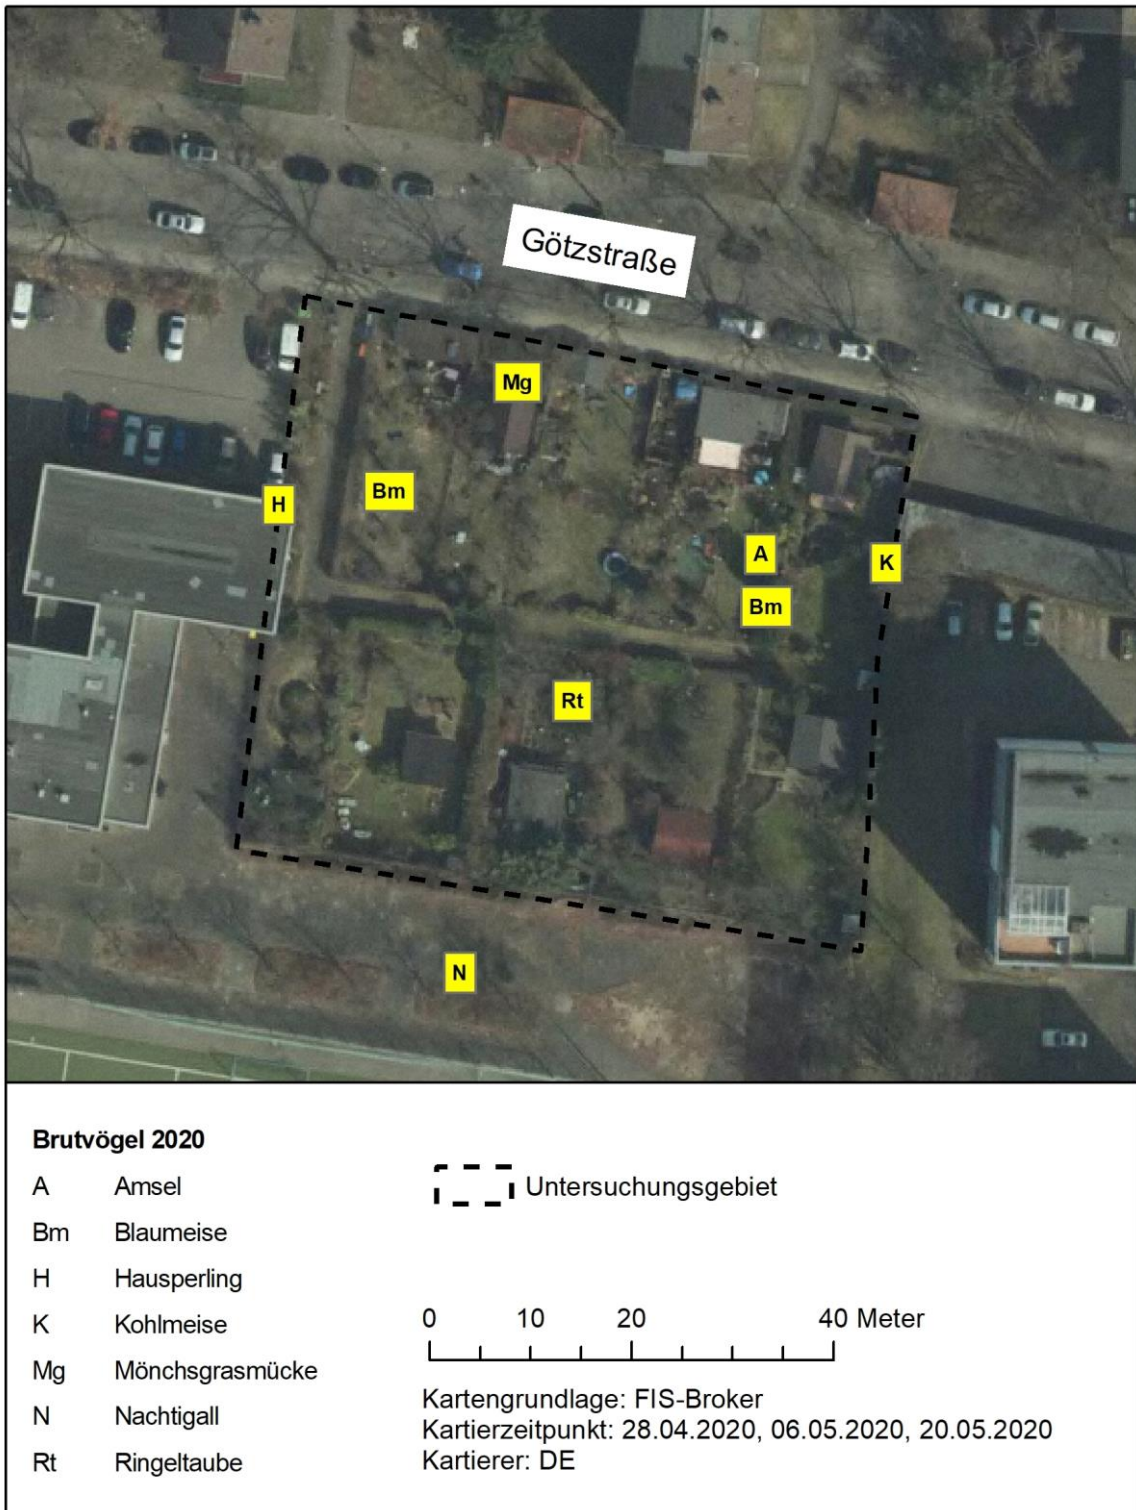 Götzstraße
Mg
Bm
H
A
K
Bm
Rt
N
Brutvögel 2020
A Amsel
Bm Blaumeise
H Hausperling
K Kohlmeise
Mg Mönchsgrasmücke
N Nachtigall
Rt Ringeltaube
Untersuchungsgebiet
0 10 20 40 Meter
Kartengrundlage: FIS-Broker
Kartierzeitpunkt: 28.04.2020, 06.05.2020, 20.05.2020
Kartierer: DE